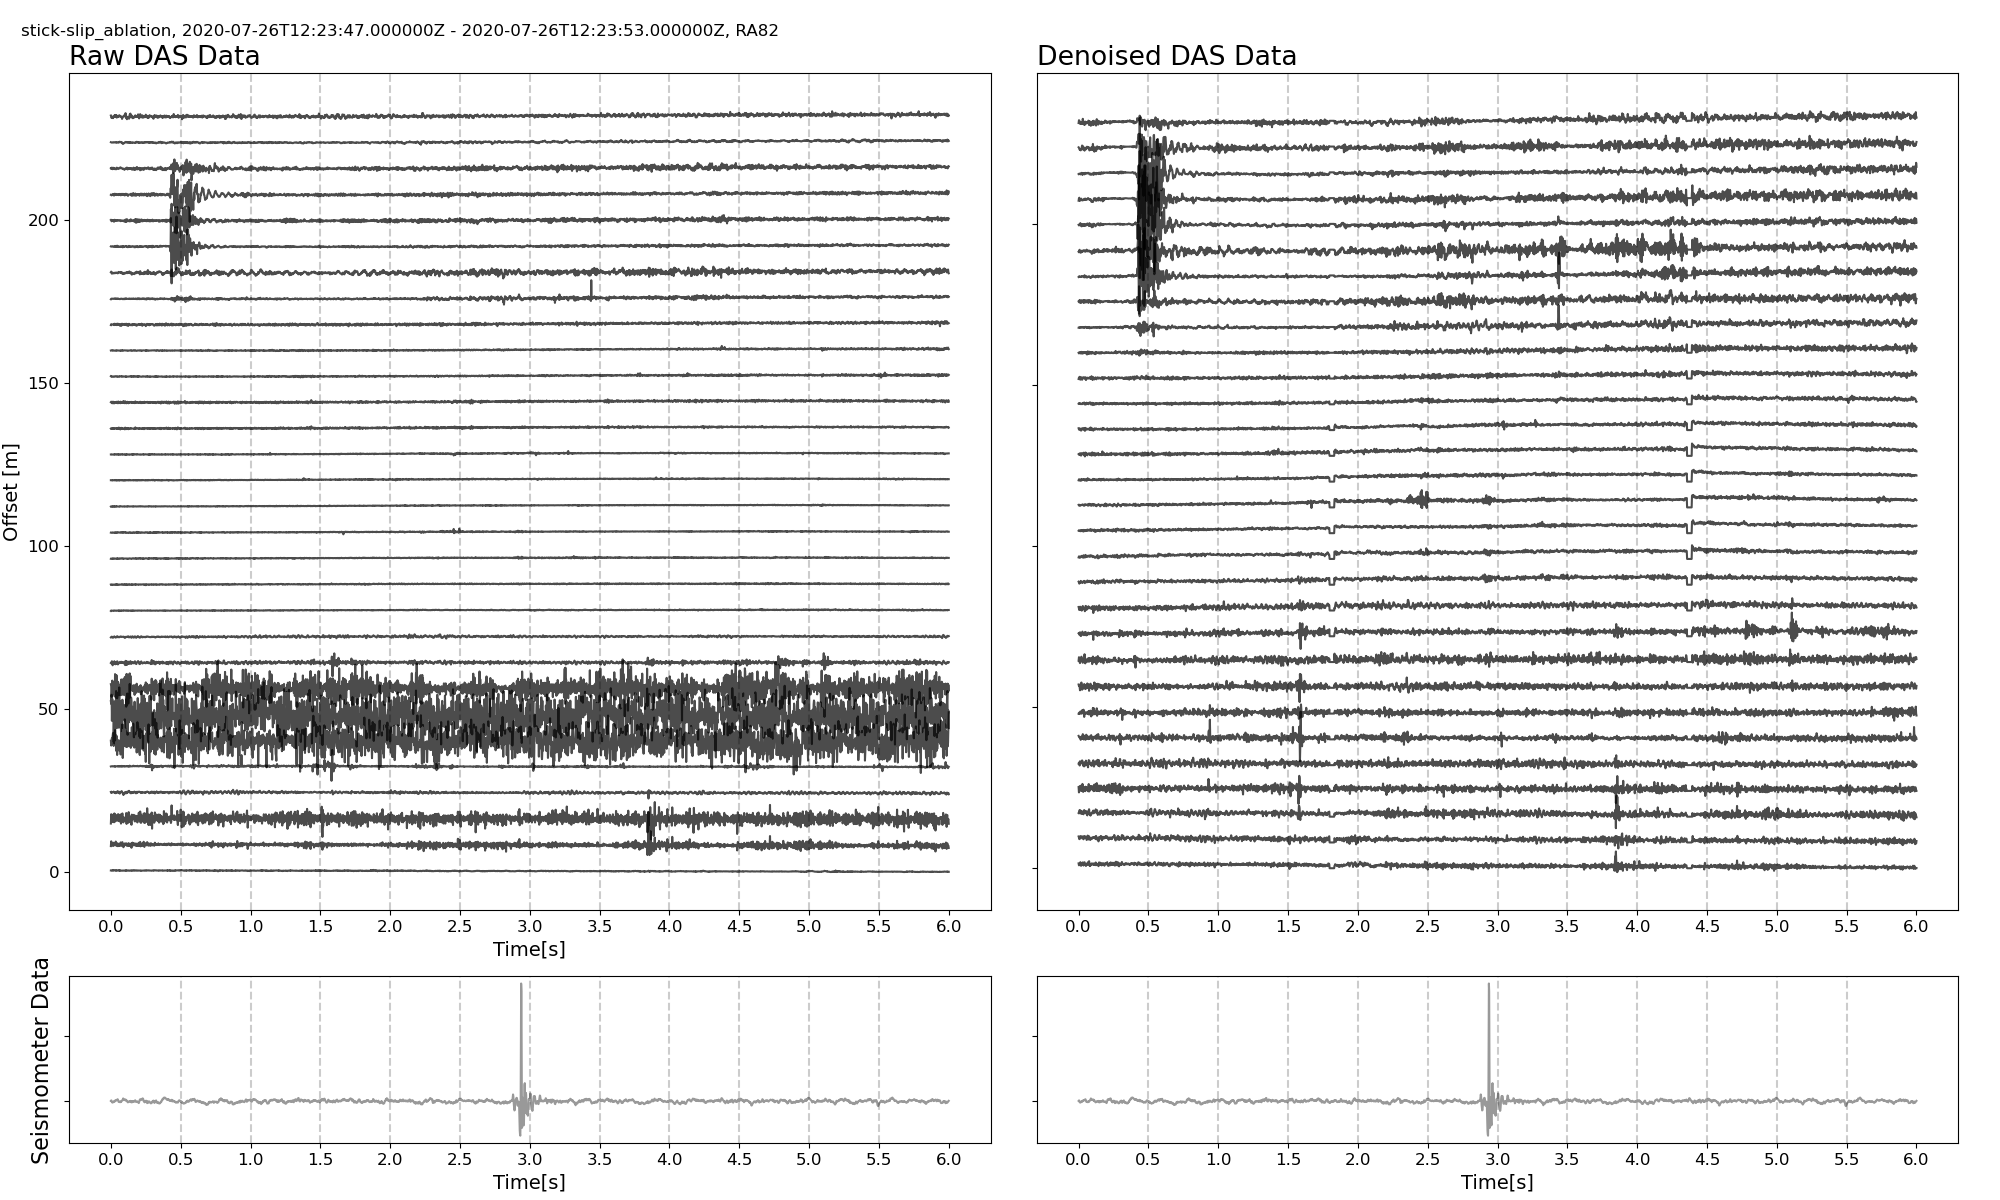 stick-slip_ablation, 2020-07-26T12:23:47.000000Z - 2020-07-26T12:23:53.000000Z, RA82
Raw DAS Data
Denoised DAS Data
Offset [m]
200
150
100
50
0
0.0 0.5 1.0 1.5 2.0 2.5 3.0 3.5 4.0 4.5 5.0 5.5 6.0
Time[s]
0.0 0.5 1.0 1.5 2.0 2.5 3.0 3.5 4.0 4.5 5.0 5.5 6.0
Seismometer Data
0.0 0.5 1.0 1.5 2.0 2.5 3.0 3.5 4.0 4.5 5.0 5.5 6.0
Time[s]
0.0 0.5 1.0 1.5 2.0 2.5 3.0 3.5 4.0 4.5 5.0 5.5 6.0
Time[s]